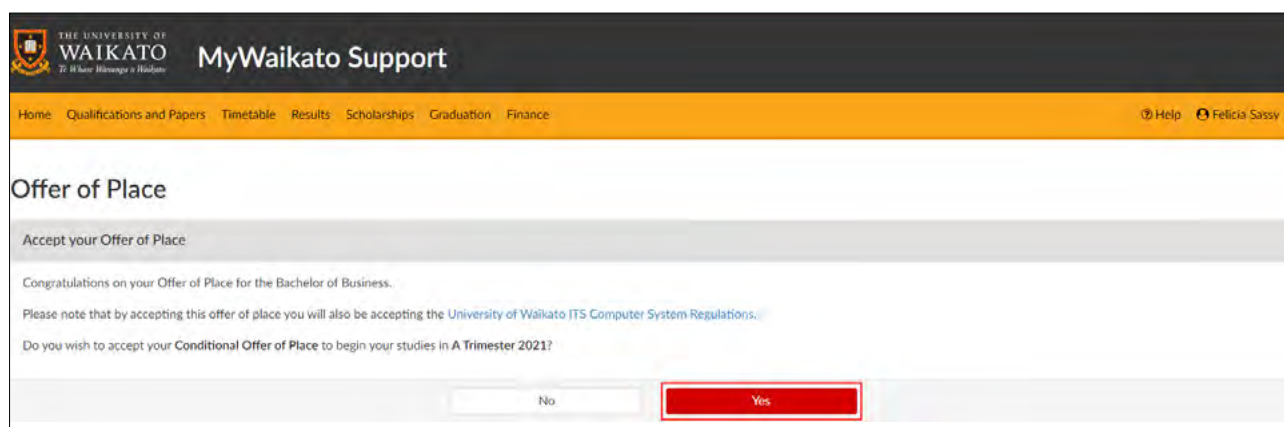 THE UNIVERSITY OF
WAIKATO
Te Whare Wānanga o Waikato
MyWaikato Support
Home Qualifications and Papers Timetable Results Scholarships Graduation Finance
Help Felicia Sassy
Offer of Place
Accept your Offer of Place
Congratulations on your Offer of Place for the Bachelor of Business.
Please note that by accepting this offer of place you will also be accepting the University of Waikato ITS Computer System Regulations.
Do you wish to accept your Conditional Offer of Place to begin your studies in A Trimester 2021?
No
Yes